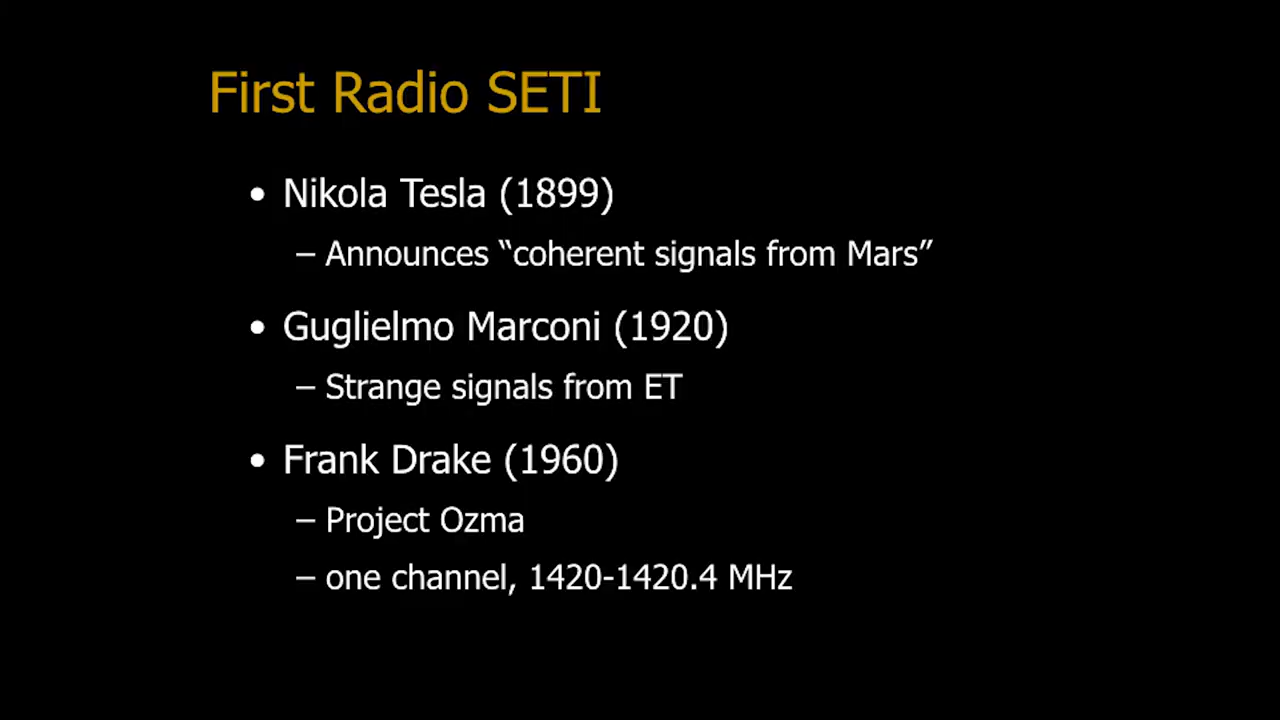 First Radio SETI
• Nikola Tesla (1899)
– Announces “coherent signals from Mars”
• Guglielmo Marconi (1920)
– Strange signals from ET
• Frank Drake (1960)
– Project Ozma
– one channel, 1420-1420.4 MHz